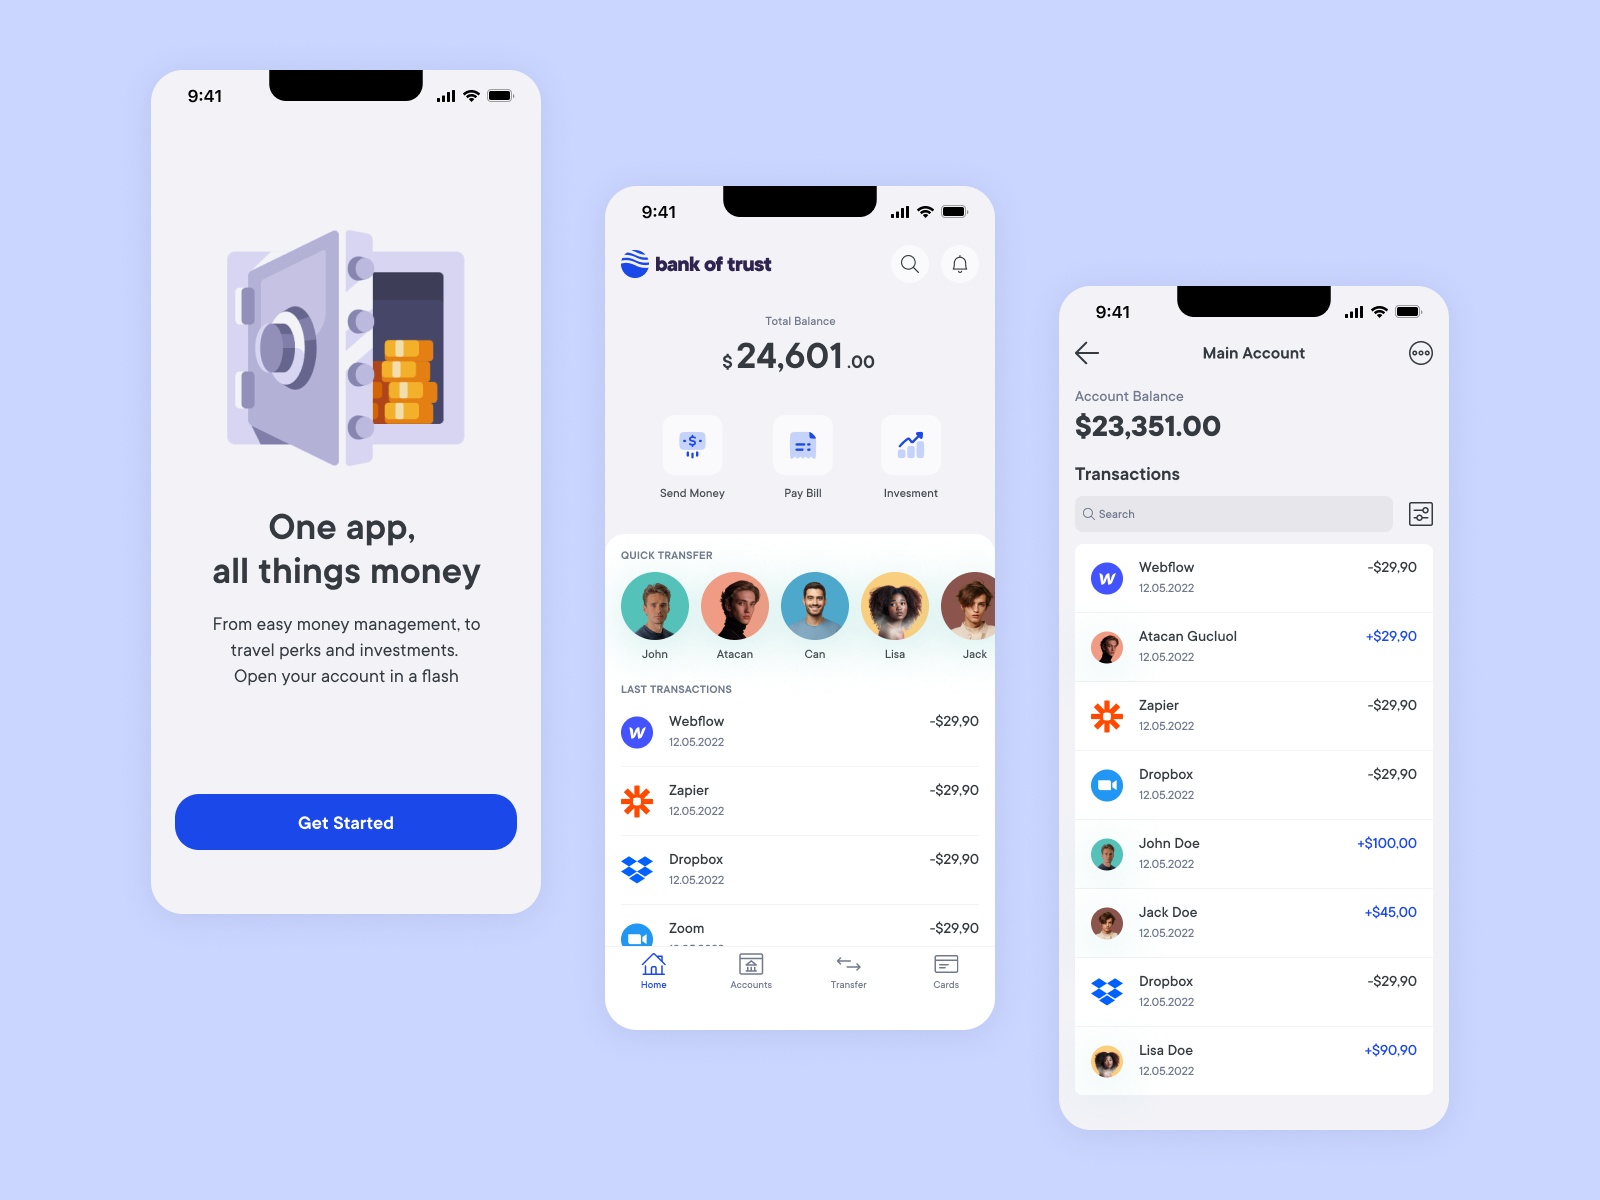 9:41
One app,
all things money
From easy money management, to
travel perks and investments.
Open your account in a flash
Get Started
9:41
bank of trust
Total Balance
$ 24,601.00
Send Money
Pay Bill
Invesment
QUICK TRANSFER
John
Atacan
Can
Lisa
Jack
LAST TRANSACTIONS
Webflow -$29,90
12.05.2022
Zapier -$29,90
12.05.2022
Dropbox -$29,90
12.05.2022
Zoom -$29,90
Home
Accounts
Transfer
Cards
9:41
Main Account
Account Balance
$23,351.00
Transactions
Search
Webflow -$29,90
12.05.2022
Atacan Gucluol +$29,90
12.05.2022
Zapier -$29,90
12.05.2022
Dropbox -$29,90
12.05.2022
John Doe +$100,00
12.05.2022
Jack Doe +$45,00
12.05.2022
Dropbox -$29,90
12.05.2022
Lisa Doe +$90,90
12.05.2022